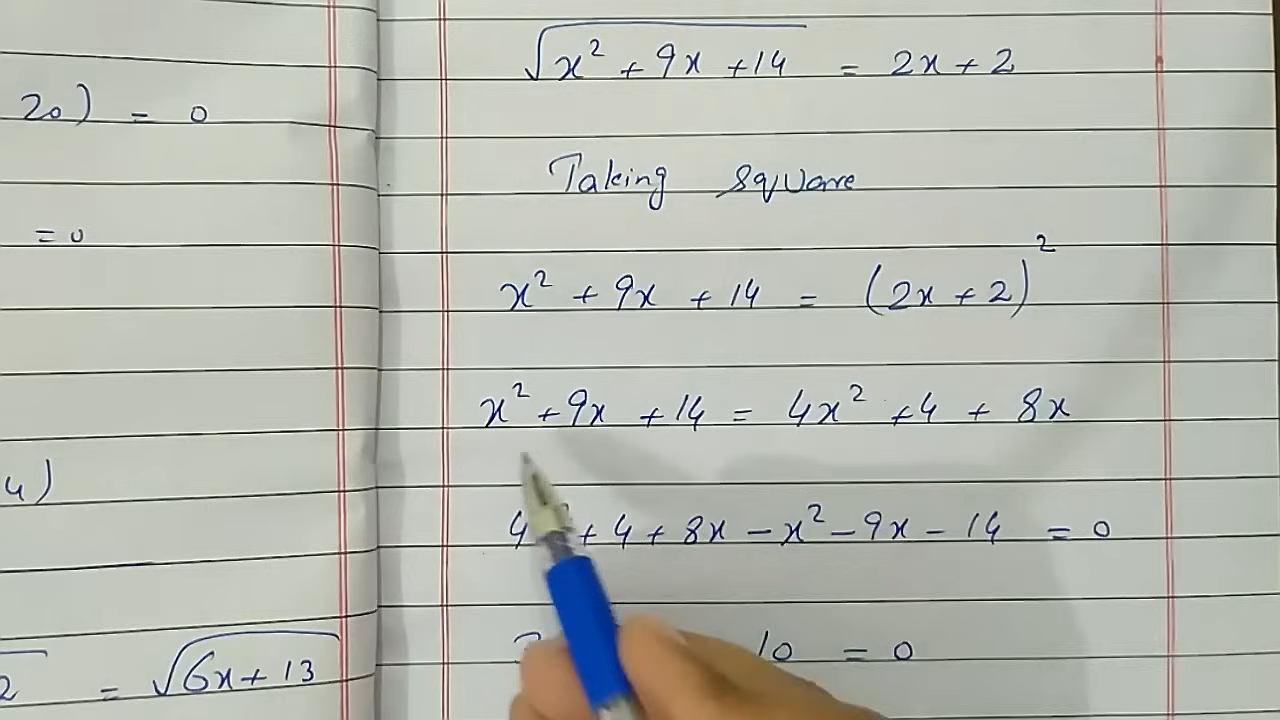 20) = 0
= 0
4)
2 = √6x + 13
√x² + 9x + 14 = 2x + 2
Taking square
x² + 9x + 14 = (2x + 2)²
x² + 9x + 14 = 4x² + 4 + 8x
4 + 4 + 8x - x² - 9x - 14 = 0
10 = 0